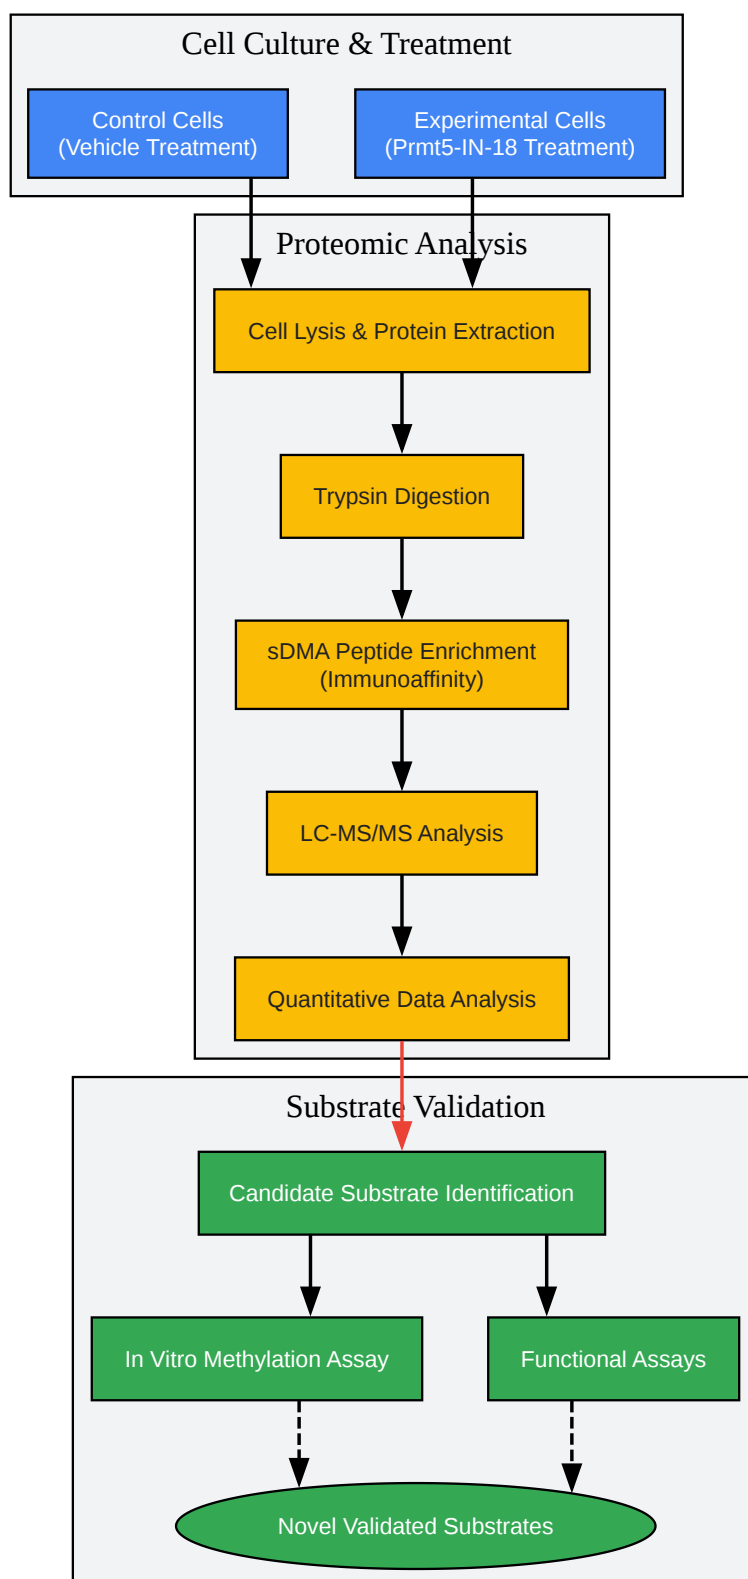 Cell Culture & Treatment
Control Cells
(Vehicle Treatment)
Experimental Cells
(Prmt5-IN-18 Treatment)
Proteomic Analysis
Cell Lysis & Protein Extraction
Trypsin Digestion
sDMA Peptide Enrichment
(Immunoaffinity)
LC-MS/MS Analysis
Quantitative Data Analysis
Substrate Validation
Candidate Substrate Identification
In Vitro Methylation Assay
Functional Assays
Novel Validated Substrates